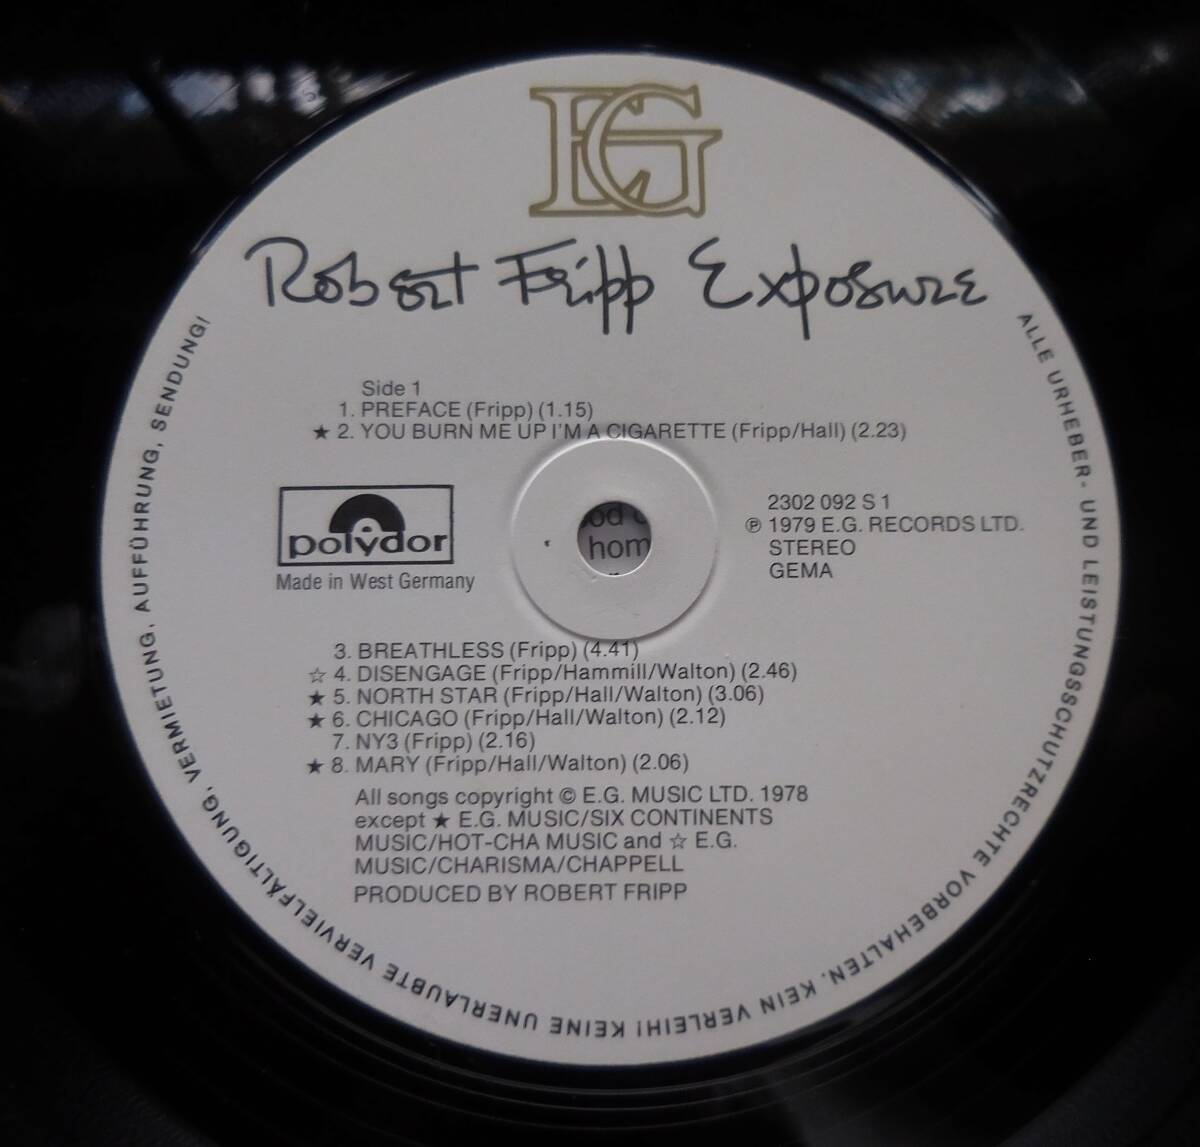 EG
Robert Fripp Exposure
Side 1
1. PREFACE (Fripp) (1.15)
★ 2. YOU BURN ME UP I'M A CIGARETTE (Fripp/Hall) (2.23)
polydor
Made in West Germany
2302 092 S 1
℗ 1979 E.G. RECORDS LTD.
STEREO
GEMA
hom
3. BREATHLESS (Fripp) (4.41)
☆ 4. DISENGAGE (Fripp/Hammill/Walton) (2.46)
★ 5. NORTH STAR (Fripp/Hall/Walton) (3.06)
★ 6. CHICAGO (Fripp/Hall/Walton) (2.12)
7. NY3 (Fripp) (2.16)
★ 8. MARY (Fripp/Hall/Walton) (2.06)
All songs copyright © E.G. MUSIC LTD. 1978
except ★ E.G. MUSIC/SIX CONTINENTS
MUSIC/HOT-CHA MUSIC and ☆ E.G.
MUSIC/CHARISMA/CHAPPELL
PRODUCED BY ROBERT FRIPP
ALLE URHEBER- UND LEISTUNGSSCHUTZRECHTE VORBEHALTEN. KEIN VERLEIH! KEINE UNERLAUBTE VERVIELFÄLTIGUNG, VERMIETUNG, AUFFÜHRUNG, SENDUNG!